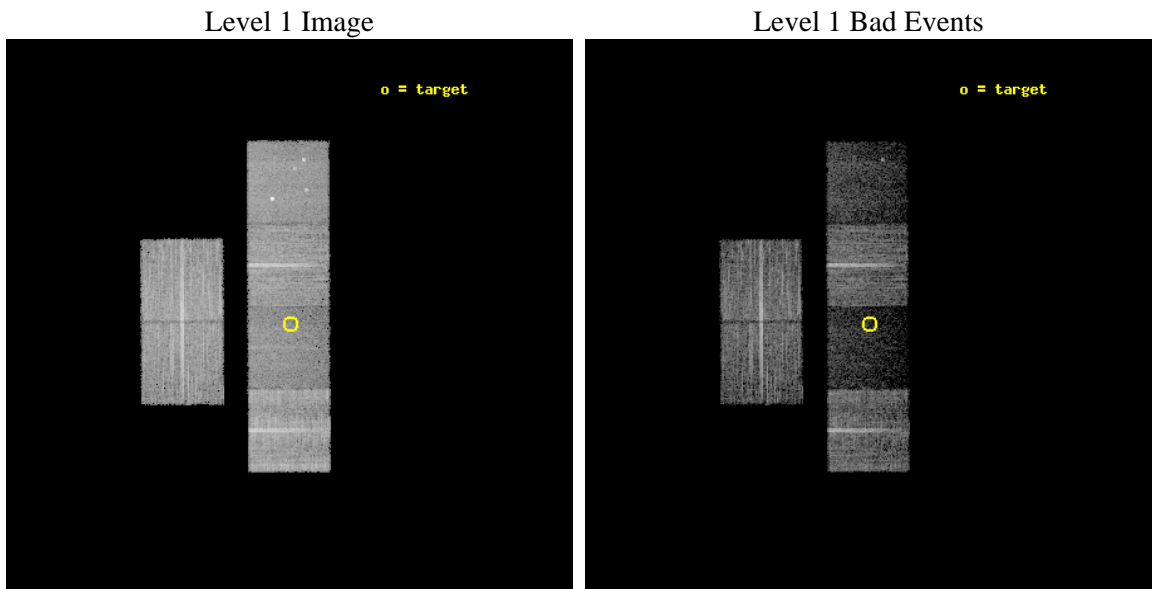 Level 1 Image
Level 1 Bad Events
o = target
o = target